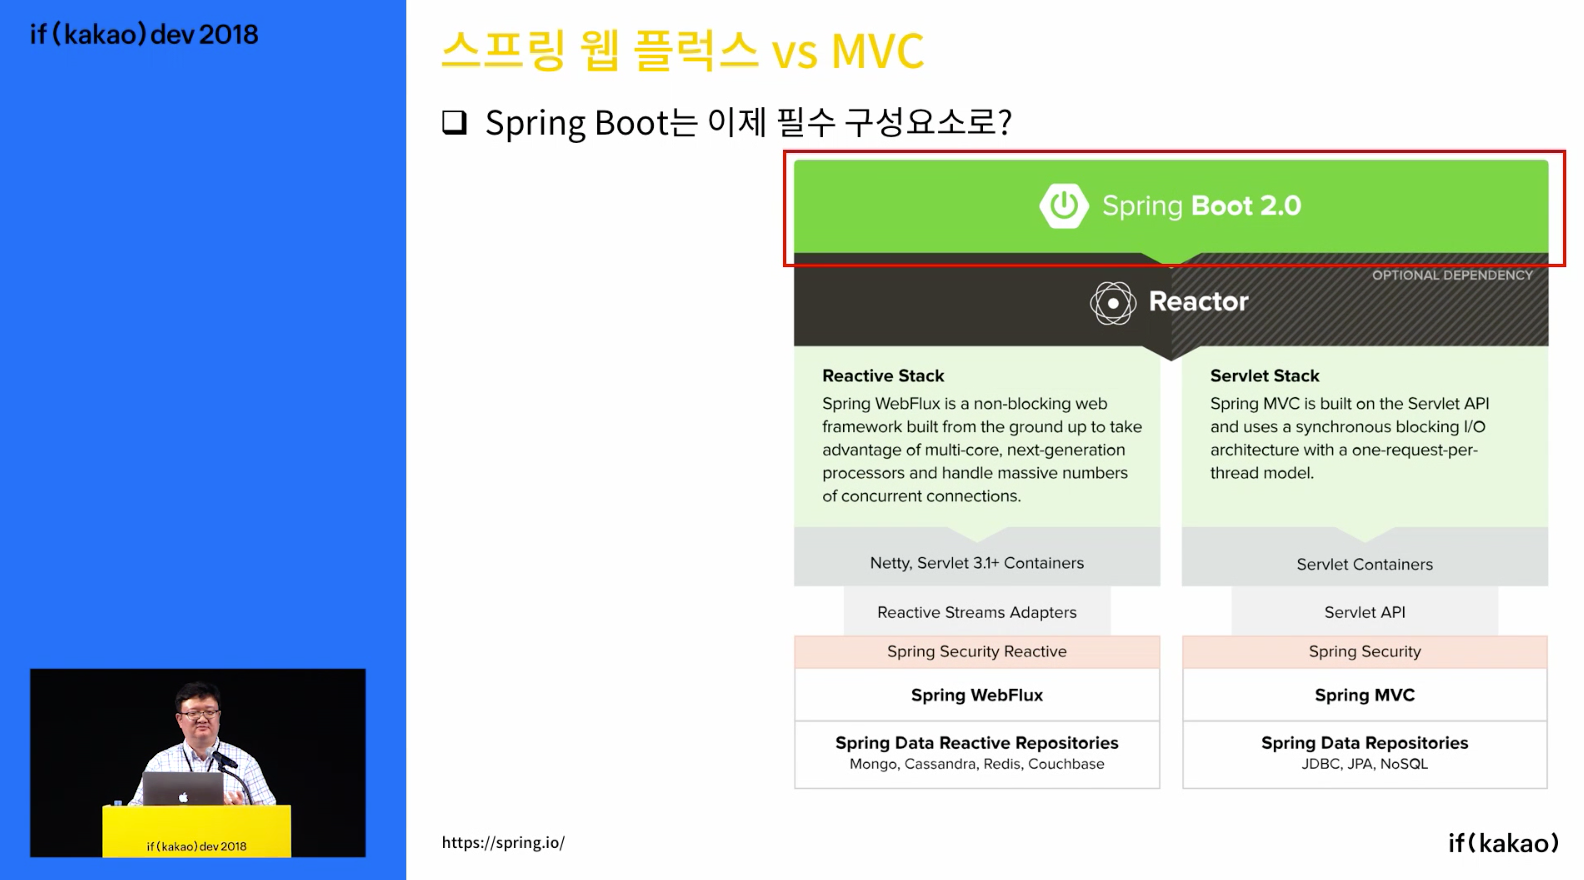 if(kakao)dev2018
스프링 웹 플럭스 vs MVC
Spring Boot는 이제 필수 구성요소로?
Spring Boot 2.0
OPTIONAL DEPENDENCY
Reactor
Reactive Stack
Spring WebFlux is a non-blocking web
framework built from the ground up to take
advantage of multi-core, next-generation
processors and handle massive numbers
of concurrent connections.
Servlet Stack
Spring MVC is built on the Servlet API
and uses a synchronous blocking I/O
architecture with a one-request-per-
thread model.
Netty, Servlet 3.1+ Containers
Servlet Containers
Reactive Streams Adapters
Servlet API
Spring Security Reactive
Spring Security
Spring WebFlux
Spring MVC
Spring Data Reactive Repositories
Mongo, Cassandra, Redis, Couchbase
Spring Data Repositories
JDBC, JPA, NoSQL
if(kakao)dev2018
https://spring.io/
if(kakao)